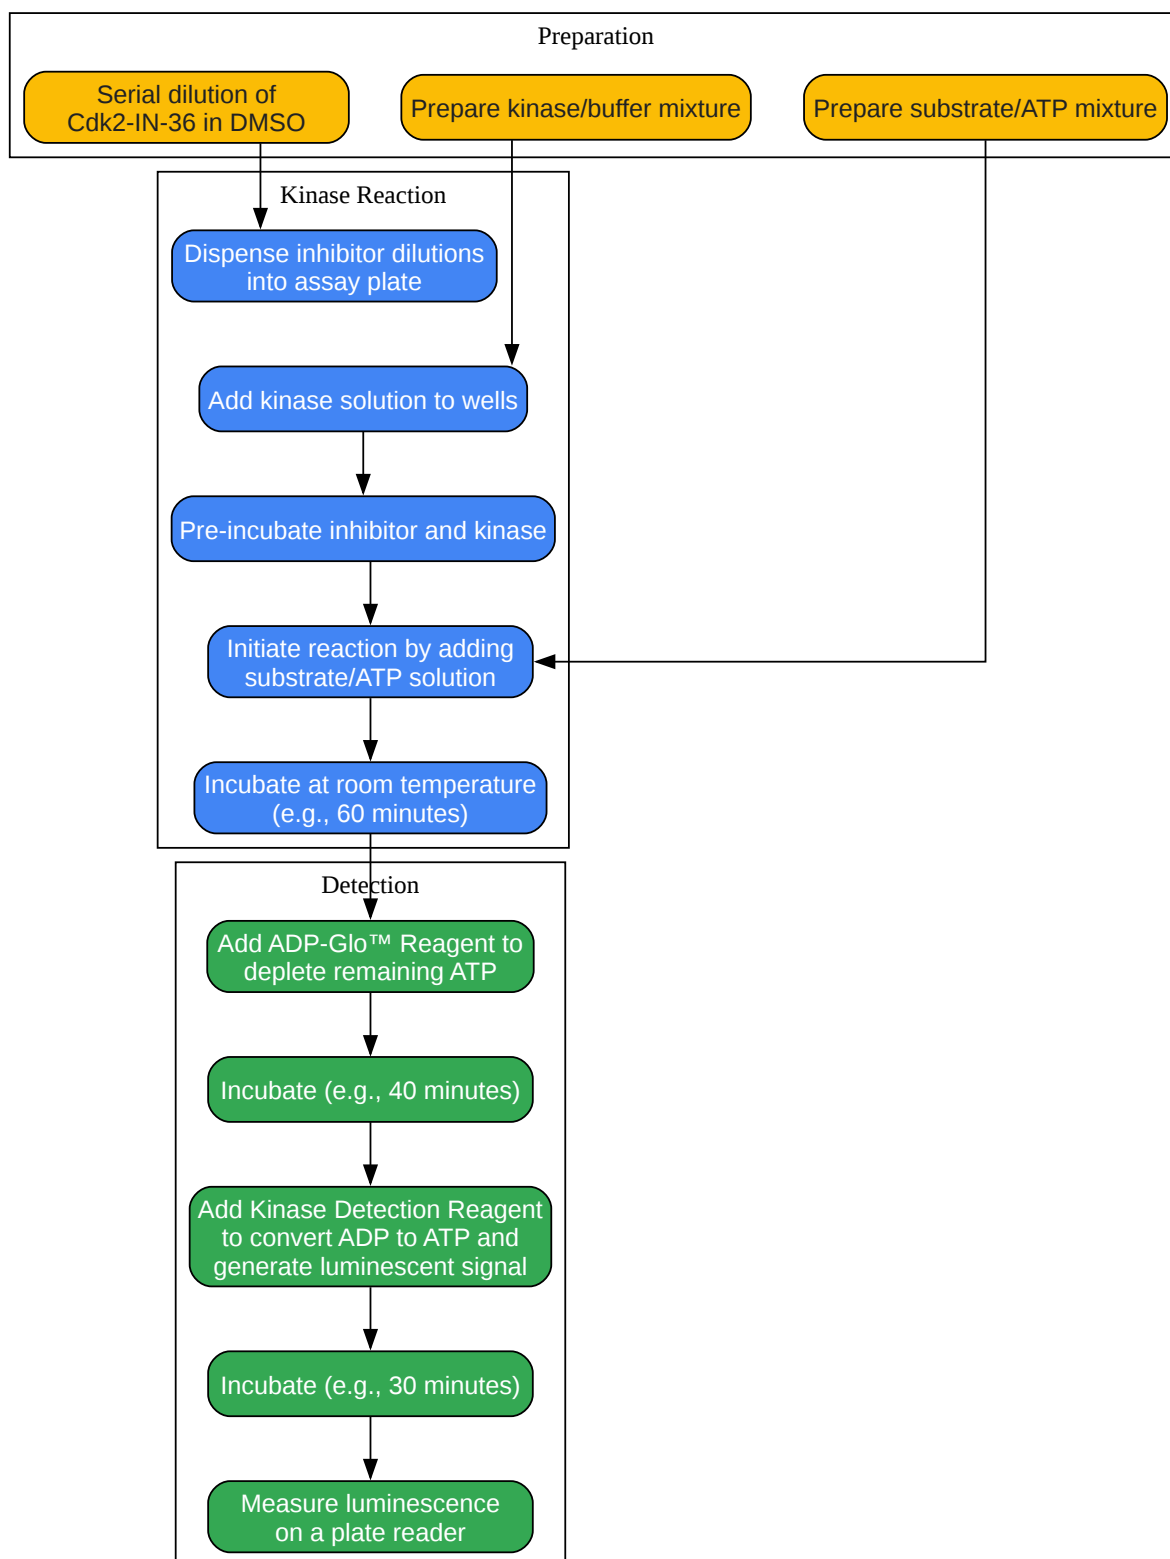 Preparation
Serial dilution of
Cdk2-IN-36 in DMSO
Prepare kinase/buffer mixture
Prepare substrate/ATP mixture
Kinase Reaction
Dispense inhibitor dilutions
into assay plate
Add kinase solution to wells
Pre-incubate inhibitor and kinase
Initiate reaction by adding
substrate/ATP solution
Incubate at room temperature
(e.g., 60 minutes)
Detection
Add ADP-Glo™ Reagent to
deplete remaining ATP
Incubate (e.g., 40 minutes)
Add Kinase Detection Reagent
to convert ADP to ATP and
generate luminescent signal
Incubate (e.g., 30 minutes)
Measure luminescence
on a plate reader